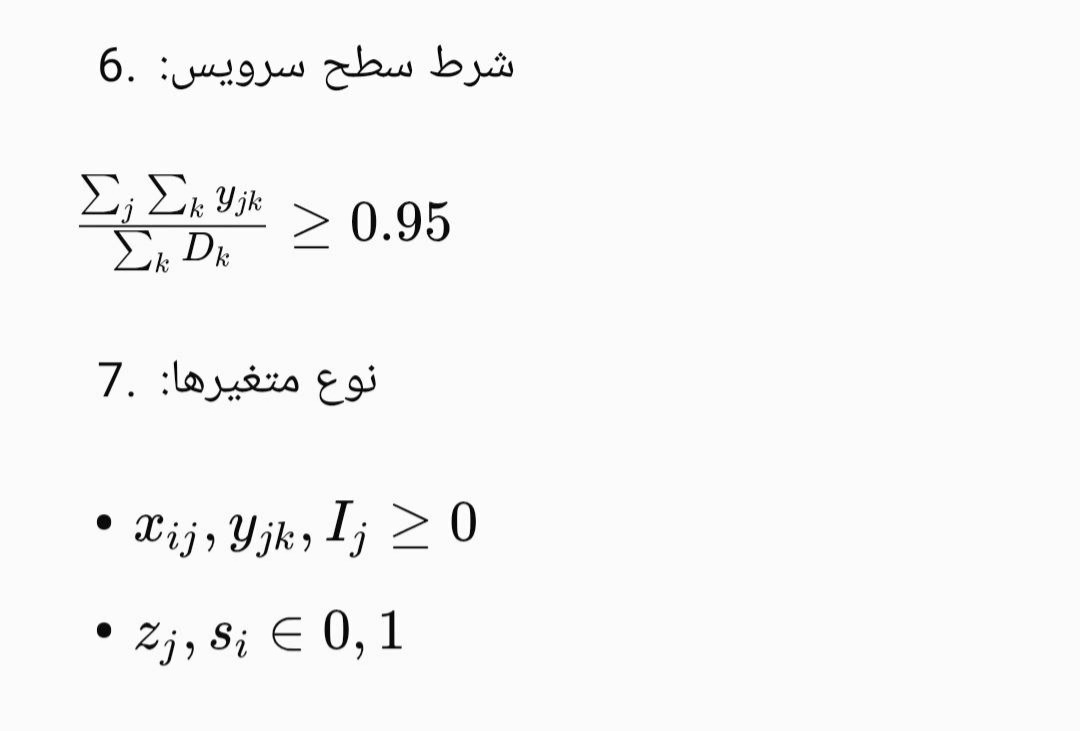 6. شرط سطح سرویس:
\frac{\sum_j \sum_k y_{jk}}{\sum_k D_k} \geq 0.95
7. نوع متغیرها:
• x_{ij}, y_{jk}, I_j \geq 0
• z_j, s_i \in 0, 1